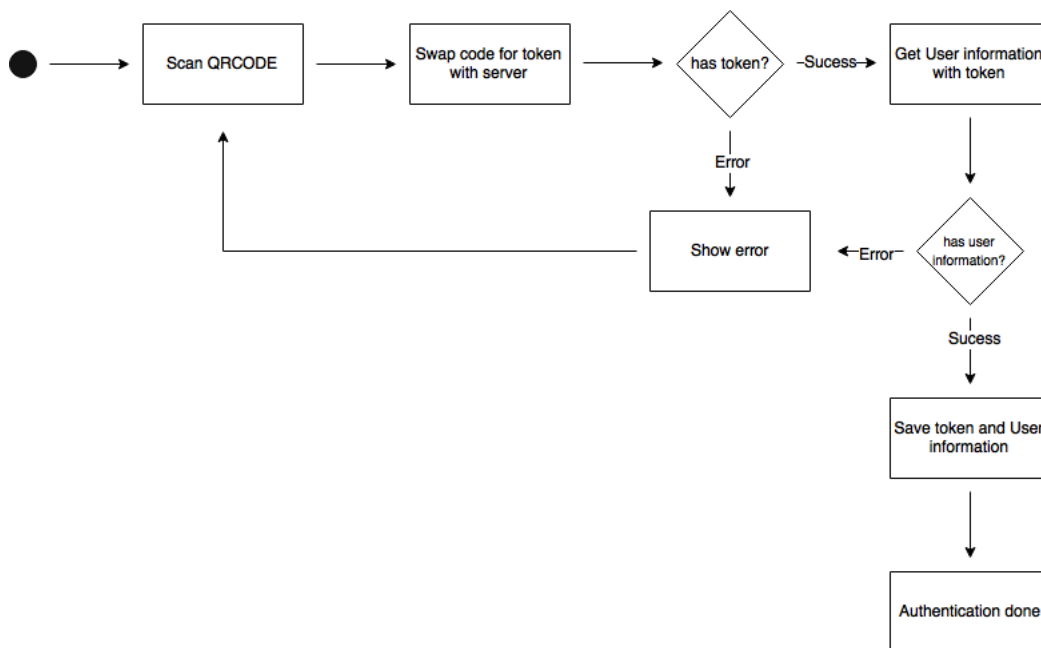 Scan QRCODE
Swap code for token
with server
has token?
Sucess
Get User information
with token
Error
Show error
Error
has user
information?
Sucess
Save token and User
information
Authentication done